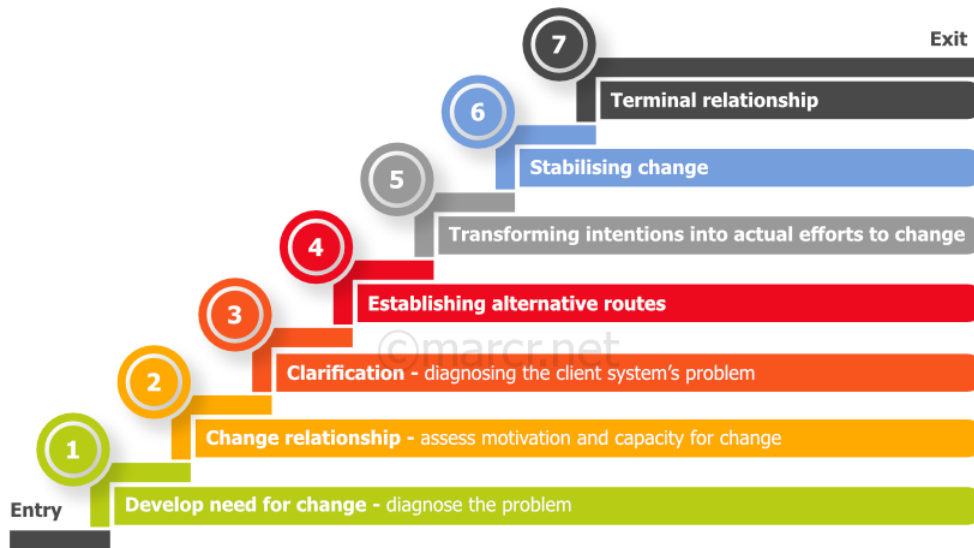 7
Exit
Terminal relationship
6
Stabilising change
5
Transforming intentions into actual efforts to change
4
Establishing alternative routes
3
©marcr.net
Clarification - diagnosing the client system's problem
2
Change relationship - assess motivation and capacity for change
1
Entry
Develop need for change - diagnose the problem